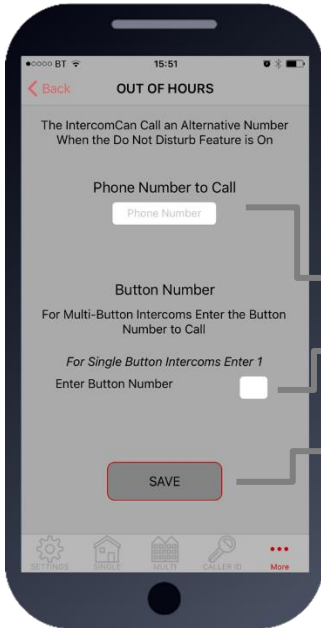 BT 15:51
Back OUT OF HOURS
The IntercomCan Call an Alternative Number
When the Do Not Disturb Feature is On
Phone Number to Call
Phone Number
Button Number
For Multi-Button Intercoms Enter the Button
Number to Call
For Single Button Intercoms Enter 1
Enter Button Number
SAVE
SETTINGS SINGLE MULTI CALLER ID More